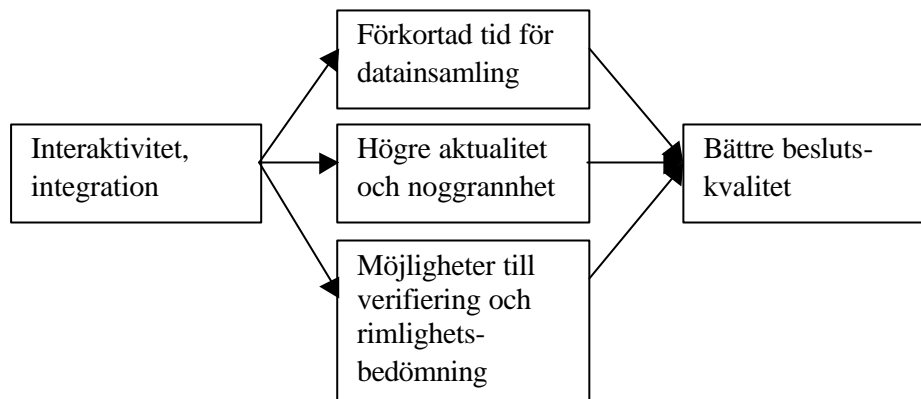 Förkortad tid för
datainsamling
Interaktivitet,
integration
Högre aktualitet
och noggrannhet
Bättre besluts-
kvalitet
Möjligheter till
verifiering och
rimlighets-
bedömning